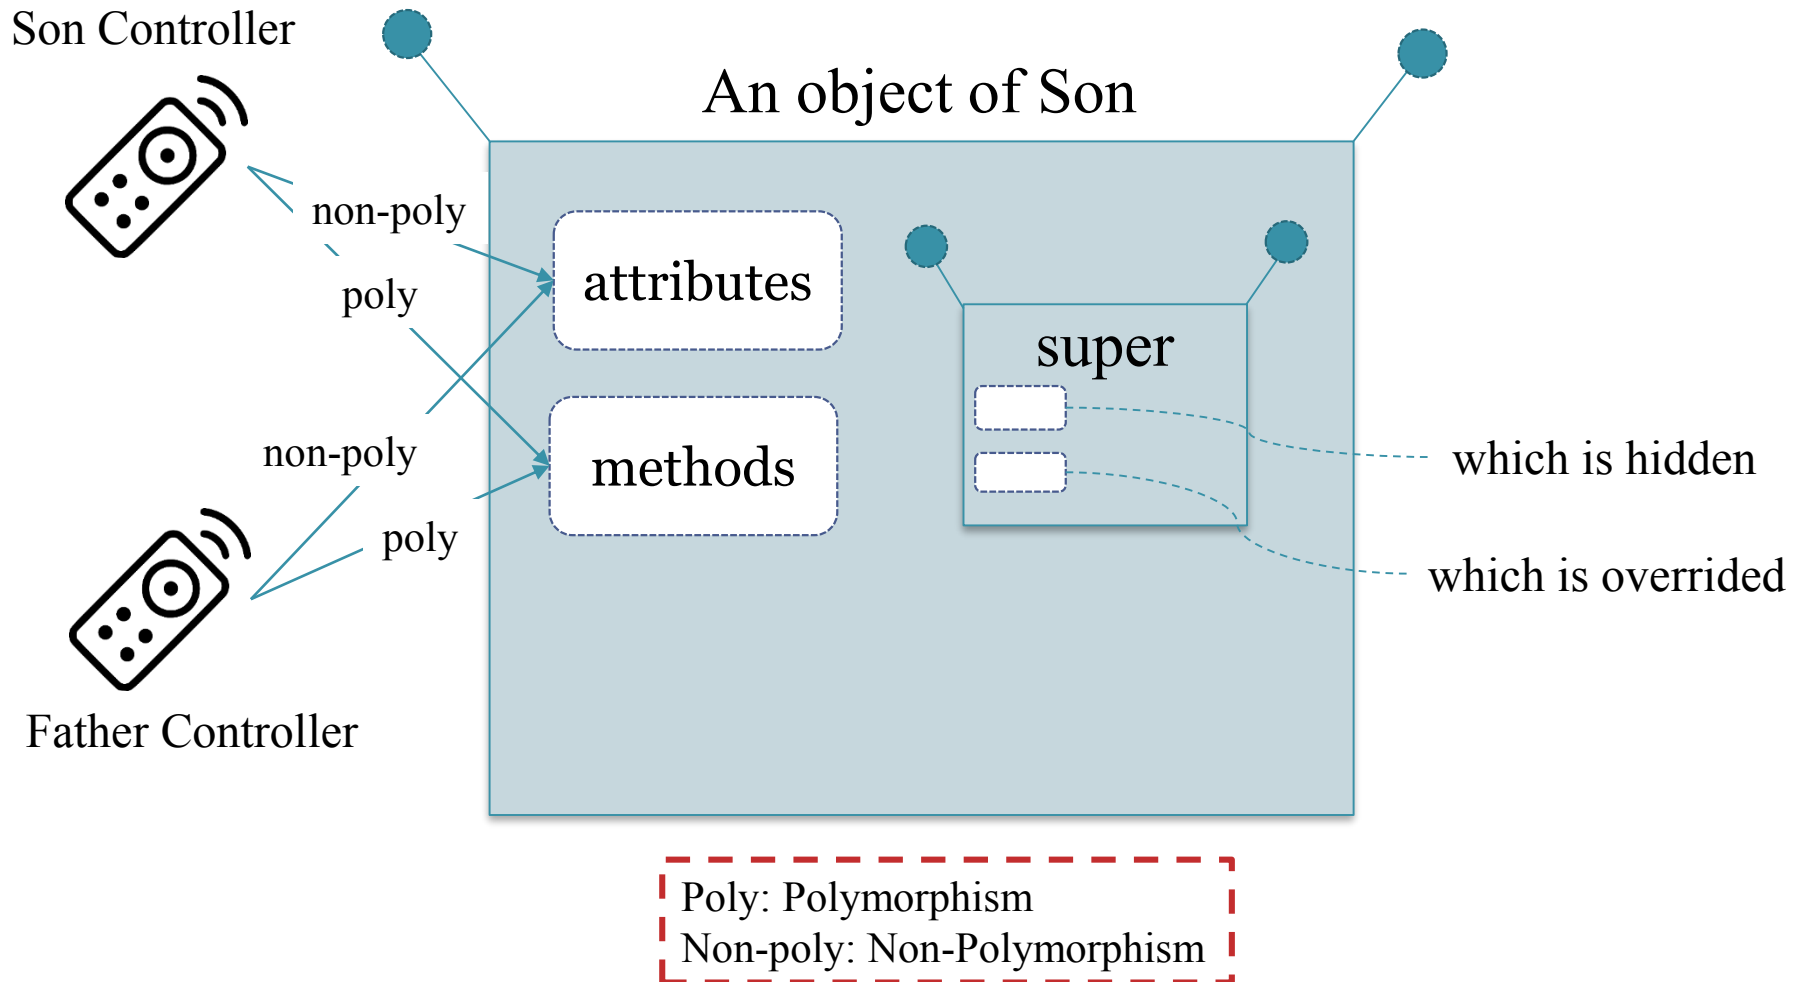 Son Controller
An object of Son
non-poly
attributes
poly
super
methods
non-poly
which is hidden
poly
which is overrided
Father Controller
Poly: Polymorphism
Non-poly: Non-Polymorphism